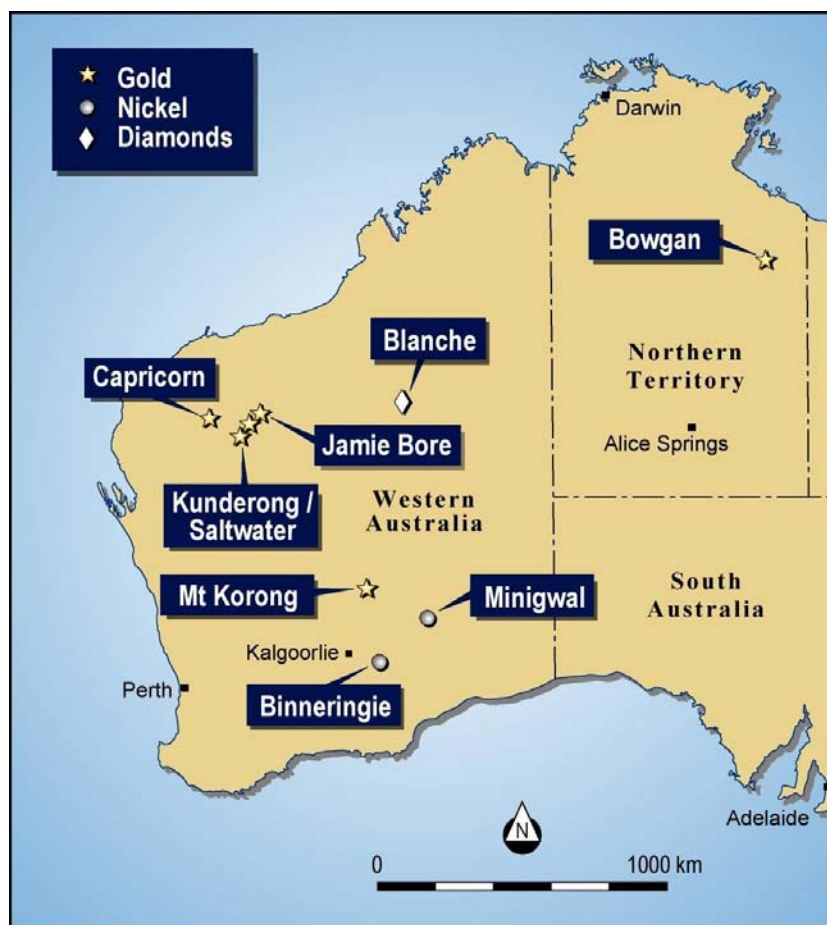 Gold
Nickel
Diamonds
Darwin
Bowgan
Blanche
Northern
Territory
Capricorn
Alice Springs
Jamie Bore
Kunderong /
Saltwater
Western
Australia
Mt Korong
Minigwal
South
Australia
Kalgoorlie
Perth
Binneringie
Adelaide
N
0
1000 km